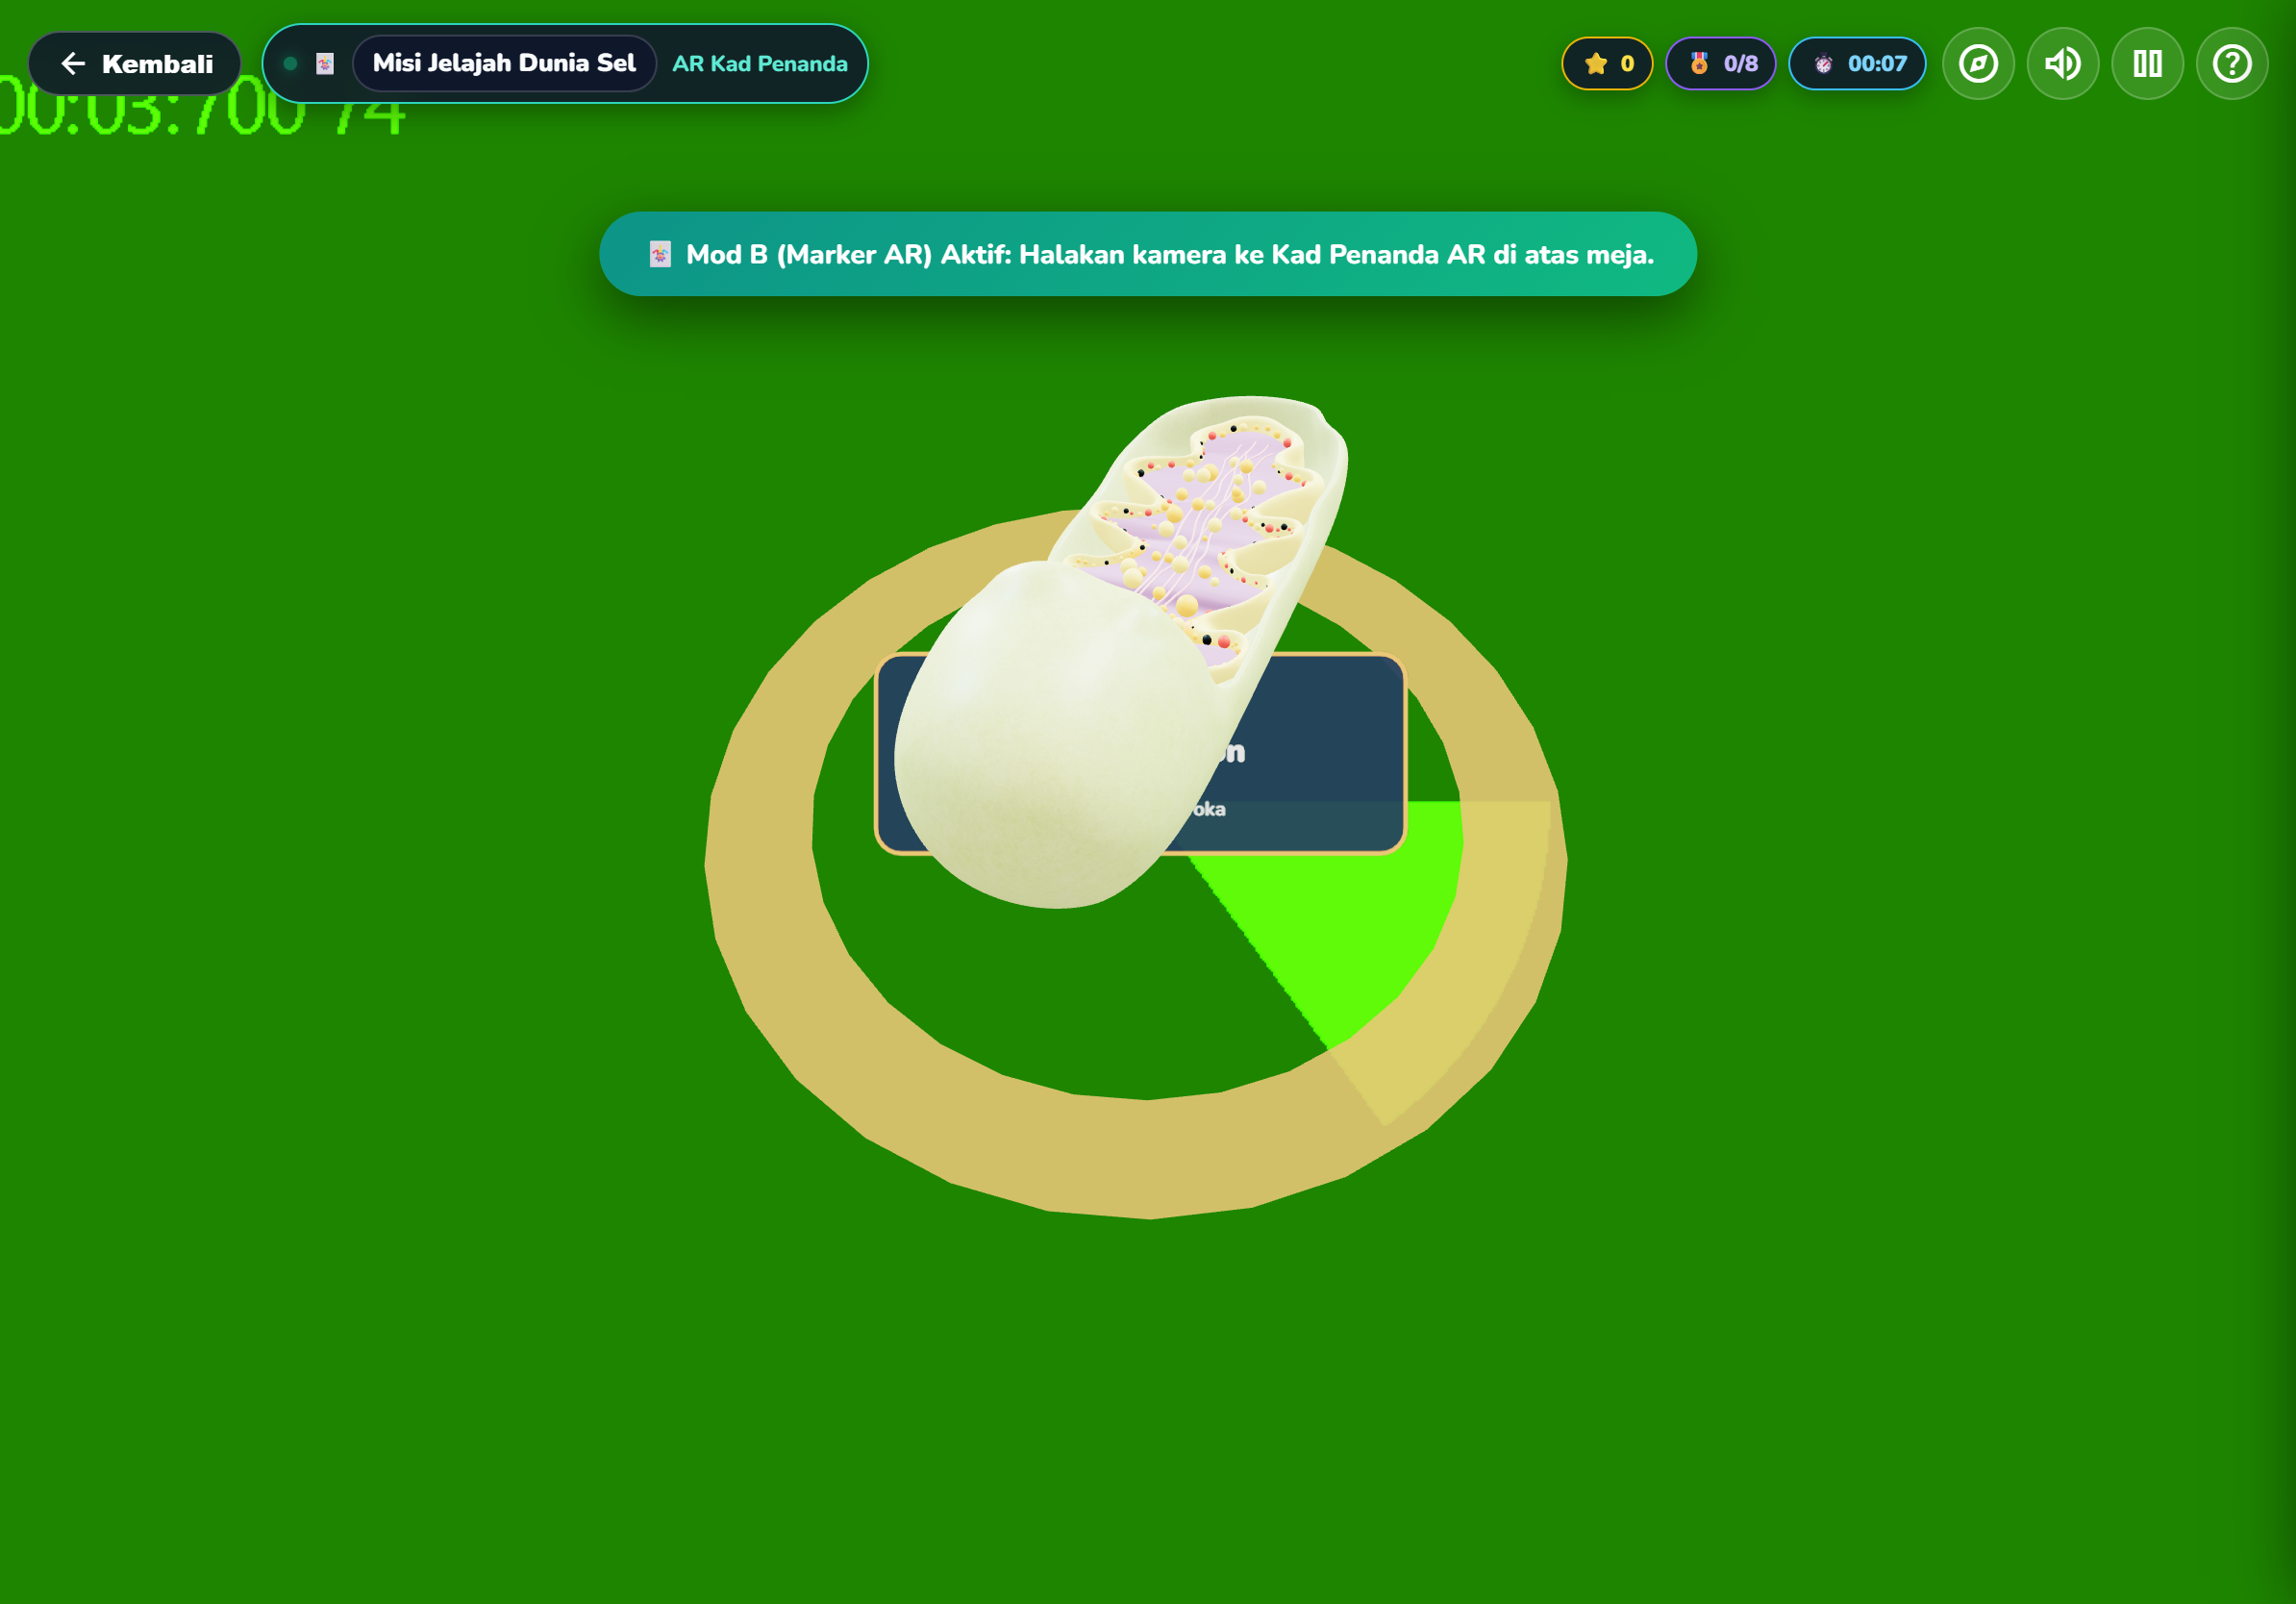 Kembali
Misi Jelajah Dunia Sel
AR Kad Penanda
0
0/8
00:07
00:03:700 74
Mod B (Marker AR) Aktif: Halakan kamera ke Kad Penanda AR di atas meja.